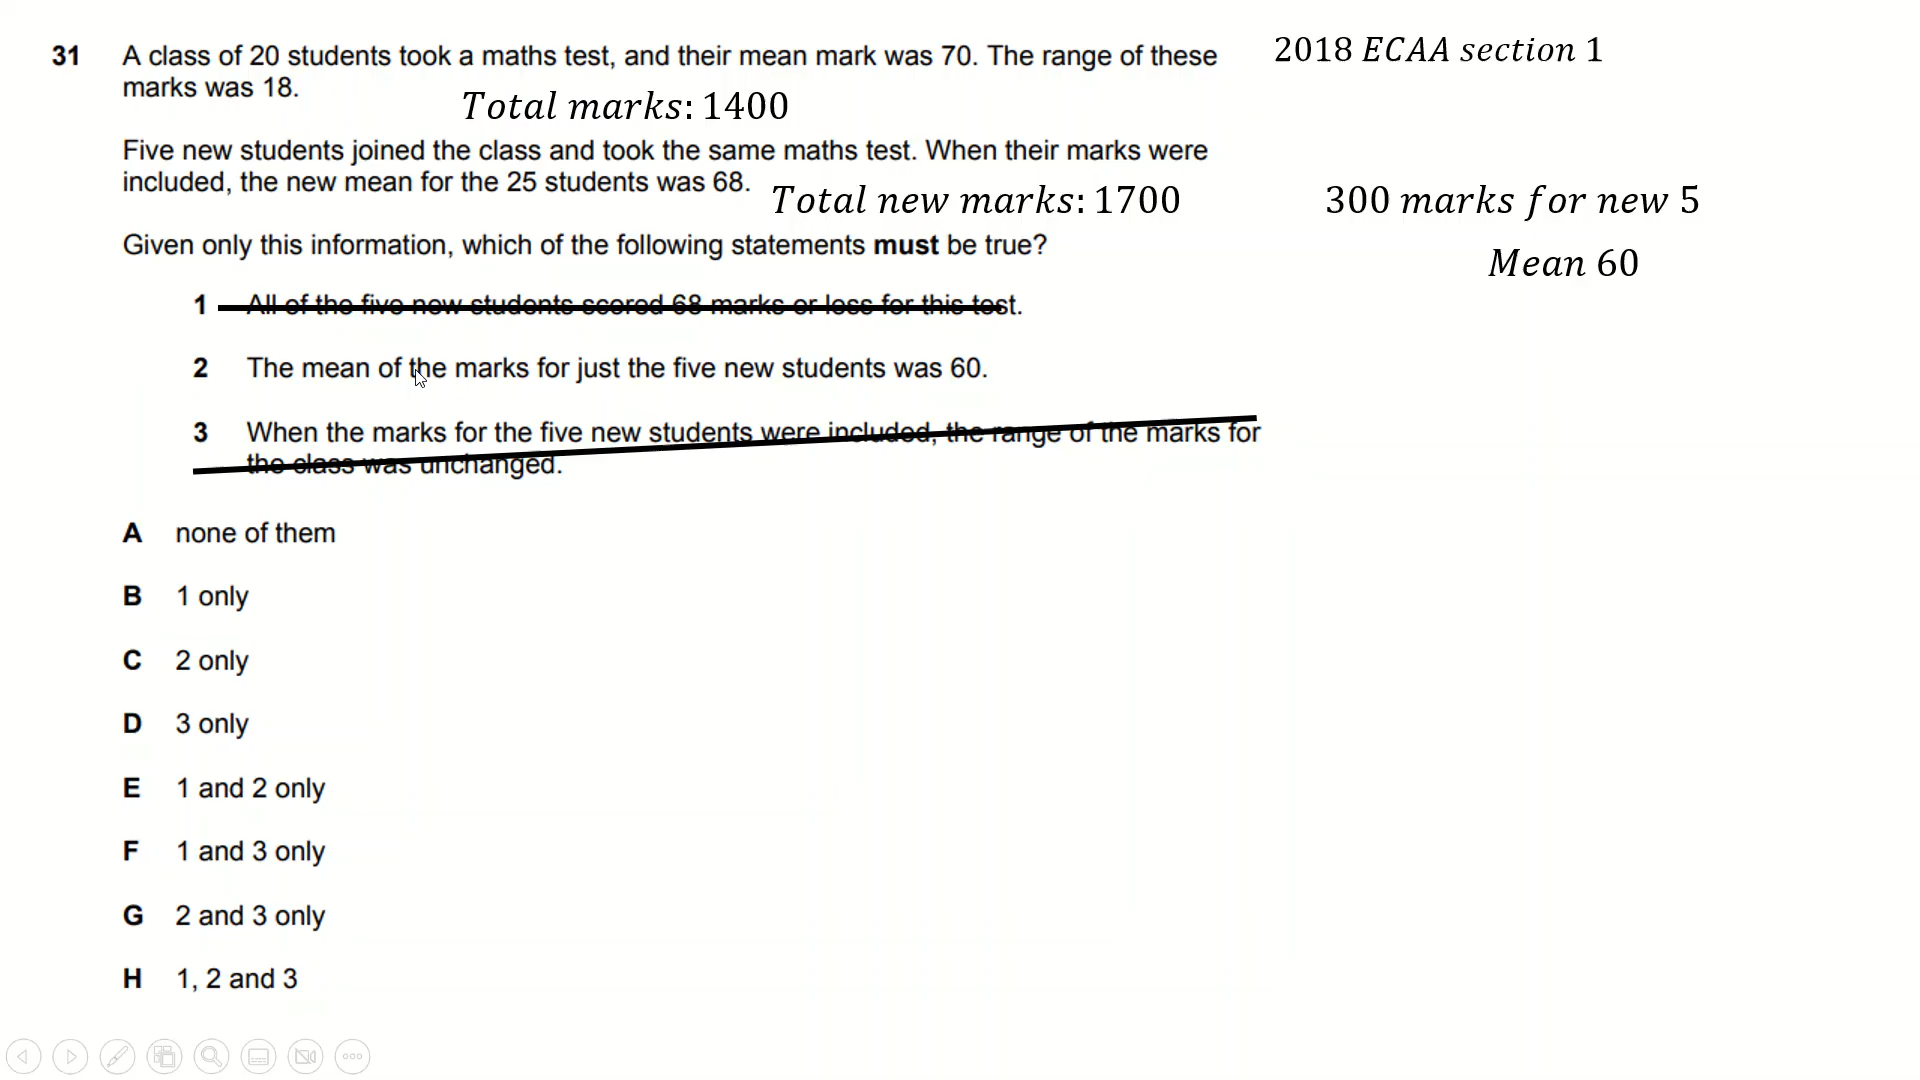 31 A class of 20 students took a maths test, and their mean mark was 70. The range of these
marks was 18.
2018 ECAA section 1
Total marks: 1400
Five new students joined the class and took the same maths test. When their marks were
included, the new mean for the 25 students was 68.
Total new marks: 1700
300 marks for new 5
Mean 60
Given only this information, which of the following statements must be true?
1 All of the five new students scored 68 marks or less for this test.
2 The mean of the marks for just the five new students was 60.
3 When the marks for the five new students were included, the range of the marks for
the class was unchanged.
A none of them
B 1 only
C 2 only
D 3 only
E 1 and 2 only
F 1 and 3 only
G 2 and 3 only
H 1, 2 and 3